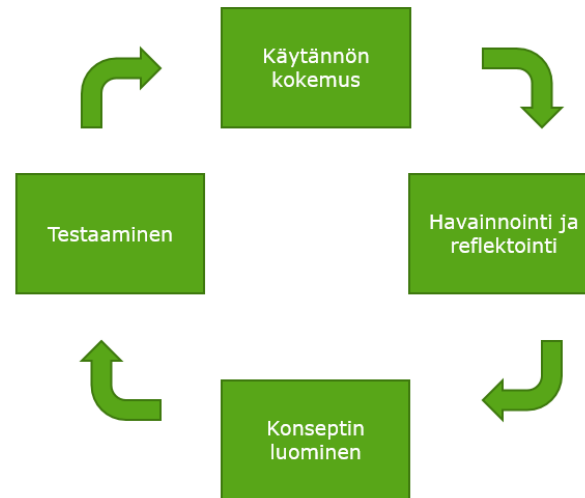 Käytännön
kokemus
Havainnointi ja
reflektointi
Konseptin
luominen
Testaaminen